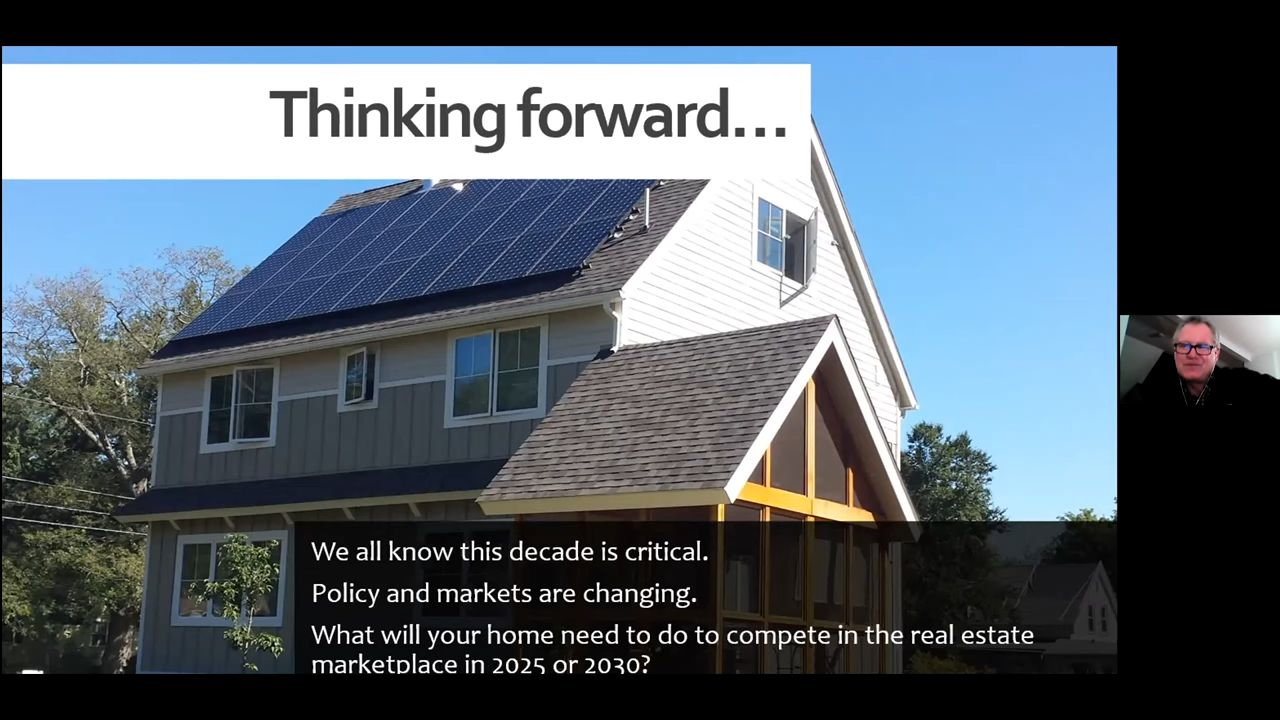 Thinking forward...
We all know this decade is critical.
Policy and markets are changing.
What will your home need to do to compete in the real estate
marketplace in 2025 or 2030?